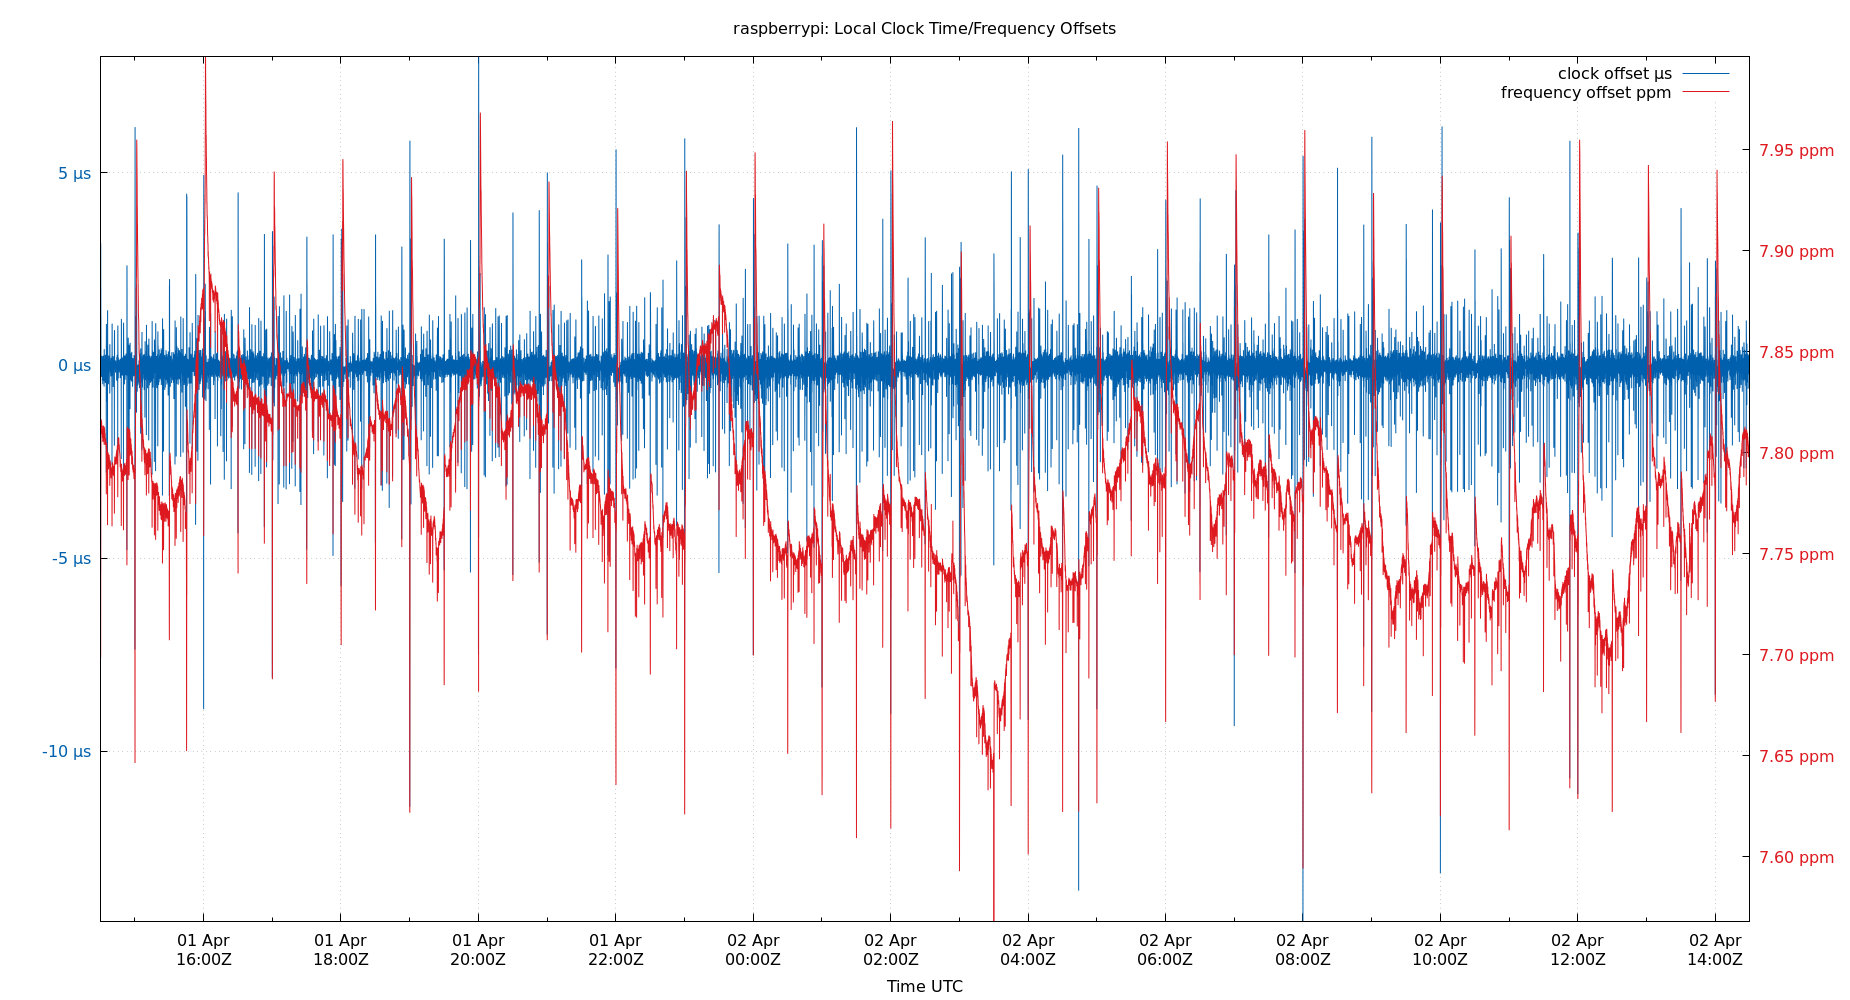 raspberrypi: Local Clock Time/Frequency Offsets
clock offset µs
frequency offset ppm
5 µs
0 µs
-5 µs
-10 µs
7.95 ppm
7.90 ppm
7.85 ppm
7.80 ppm
7.75 ppm
7.70 ppm
7.65 ppm
7.60 ppm
01 Apr 01 Apr 01 Apr 01 Apr 02 Apr 02 Apr 02 Apr 02 Apr 02 Apr 02 Apr 02 Apr 02 Apr
16:00Z 18:00Z 20:00Z 22:00Z 00:00Z 02:00Z 04:00Z 06:00Z 08:00Z 10:00Z 12:00Z 14:00Z
Time UTC